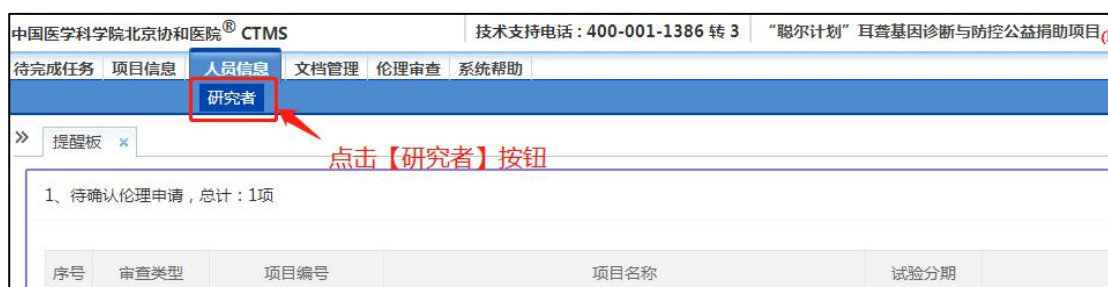 中国医学科学院北京协和医院® CTMS 技术支持电话：400-001-1386 转 3 “聪尔计划”耳聋基因诊断与防控公益捐助项目
待完成任务 项目信息 人员信息 文档管理 伦理审查 系统帮助
研究者
» 提醒板 ×
点击【研究者】按钮
1、待确认伦理申请，总计：1项
序号 审查类型 项目编号 项目名称 试验分期